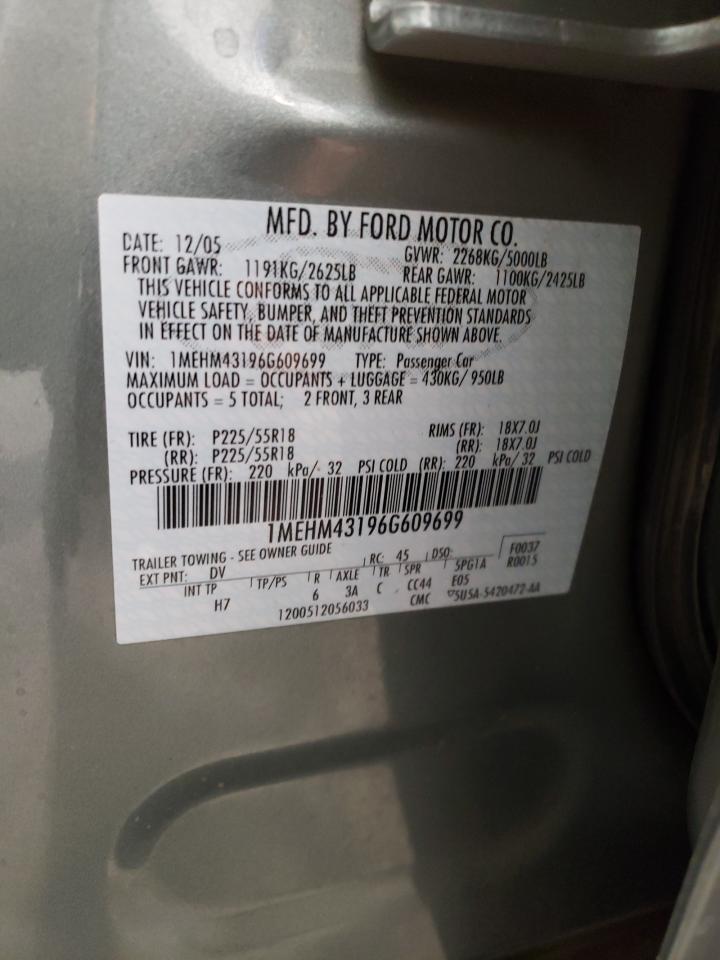 MFD. BY FORD MOTOR CO.
DATE: 12/05 GVWR: 2268KG/5000LB
FRONT GAWR: 1191KG/2625LB REAR GAWR: 1100KG/2425LB
THIS VEHICLE CONFORMS TO ALL APPLICABLE FEDERAL MOTOR
VEHICLE SAFETY, BUMPER, AND THEFT PREVENTION STANDARDS
IN EFFECT ON THE DATE OF MANUFACTURE SHOWN ABOVE.
VIN: 1MEHM43196G609699 TYPE: Passenger Car
MAXIMUM LOAD = OCCUPANTS + LUGGAGE = 430KG/ 950LB
OCCUPANTS = 5 TOTAL; 2 FRONT, 3 REAR
TIRE (FR): P225/55R18 RIMS (FR): 18X7.0J
(RR): P225/55R18 (RR): 18X7.0J
PRESSURE (FR): 220 kPa/ 32 PSI COLD (RR): 220 kPa/ 32 PSI COLD
1MEHM43196G609699
TRAILER TOWING - SEE OWNER GUIDE
EXT PNT: DV RC: 45 DSO: F0037
R0015
INT TP TP/PS R AXLE TR SPR 5PG1A
H7 6 3A C CC44 E05
1200512056033 CMC 5U5A-5420472-AA